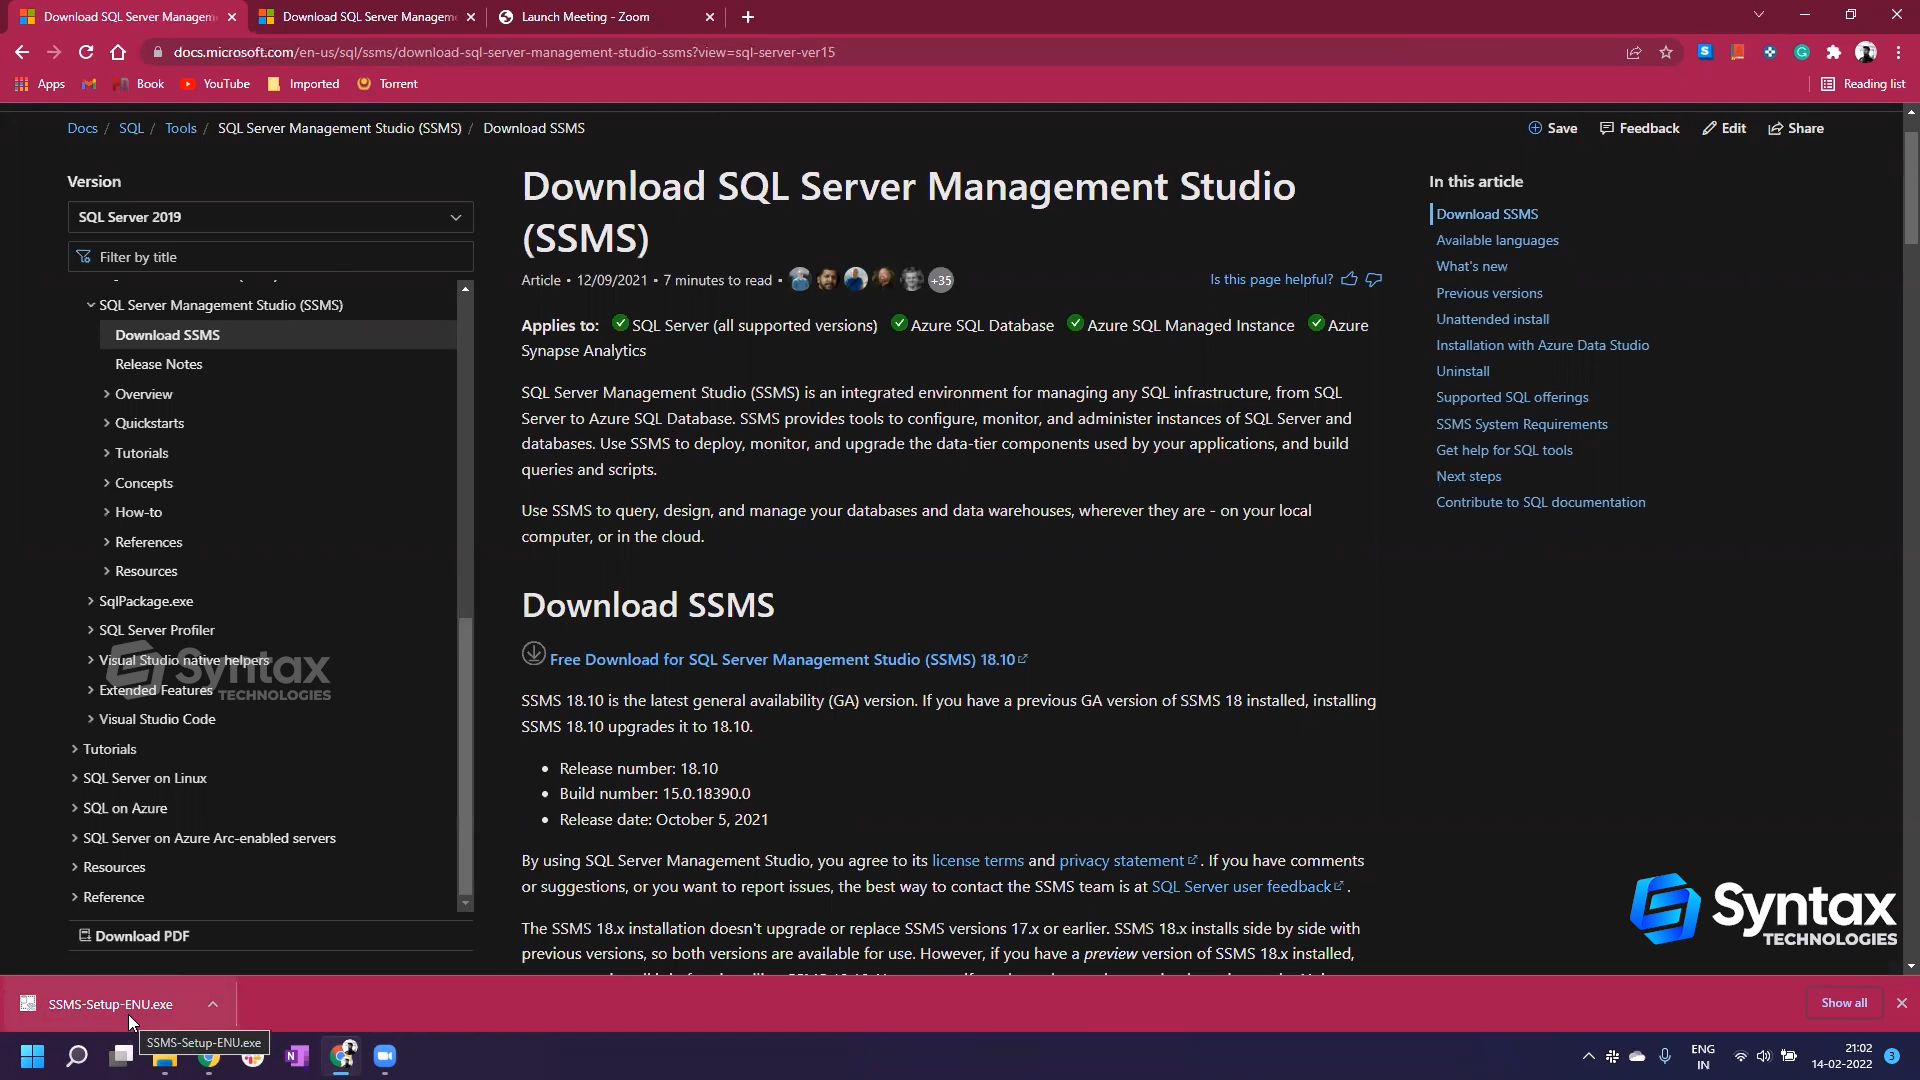 Download SQL Server Managem
Download SQL Server Managem
Launch Meeting - Zoom
docs.microsoft.com/en-us/sql/ssms/download-sql-server-management-studio-ssms?view=sql-server-ver15
Apps
Book
YouTube
Imported
Torrent
Reading list
Docs / SQL / Tools / SQL Server Management Studio (SSMS) / Download SSMS
Save
Feedback
Edit
Share
Version
SQL Server 2019
Filter by title
SQL Server Management Studio (SSMS)
Download SSMS
Release Notes
Overview
Quickstarts
Tutorials
Concepts
How-to
References
Resources
SqlPackage.exe
SQL Server Profiler
Visual Studio native helpers
Extended Features
Visual Studio Code
Tutorials
SQL Server on Linux
SQL on Azure
SQL Server on Azure Arc-enabled servers
Resources
Reference
Download PDF
Syntax
TECHNOLOGIES
Download SQL Server Management Studio
(SSMS)
Article • 12/09/2021 • 7 minutes to read • +35
Is this page helpful?
Applies to: SQL Server (all supported versions) Azure SQL Database Azure SQL Managed Instance Azure
Synapse Analytics
SQL Server Management Studio (SSMS) is an integrated environment for managing any SQL infrastructure, from SQL
Server to Azure SQL Database. SSMS provides tools to configure, monitor, and administer instances of SQL Server and
databases. Use SSMS to deploy, monitor, and upgrade the data-tier components used by your applications, and build
queries and scripts.
Use SSMS to query, design, and manage your databases and data warehouses, wherever they are - on your local
computer, or in the cloud.
Download SSMS
Free Download for SQL Server Management Studio (SSMS) 18.10
SSMS 18.10 is the latest general availability (GA) version. If you have a previous GA version of SSMS 18 installed, installing
SSMS 18.10 upgrades it to 18.10.
• Release number: 18.10
• Build number: 15.0.18390.0
• Release date: October 5, 2021
By using SQL Server Management Studio, you agree to its license terms and privacy statement . If you have comments
or suggestions, or you want to report issues, the best way to contact the SSMS team is at SQL Server user feedback .
The SSMS 18.x installation doesn't upgrade or replace SSMS versions 17.x or earlier. SSMS 18.x installs side by side with
previous versions, so both versions are available for use. However, if you have a preview version of SSMS 18.x installed,
In this article
Download SSMS
Available languages
What's new
Previous versions
Unattended install
Installation with Azure Data Studio
Uninstall
Supported SQL offerings
SSMS System Requirements
Get help for SQL tools
Next steps
Contribute to SQL documentation
Syntax
TECHNOLOGIES
SSMS-Setup-ENU.exe
Show all
SSMS-Setup-ENU.exe
ENG
IN
21:02
14-02-2022
3